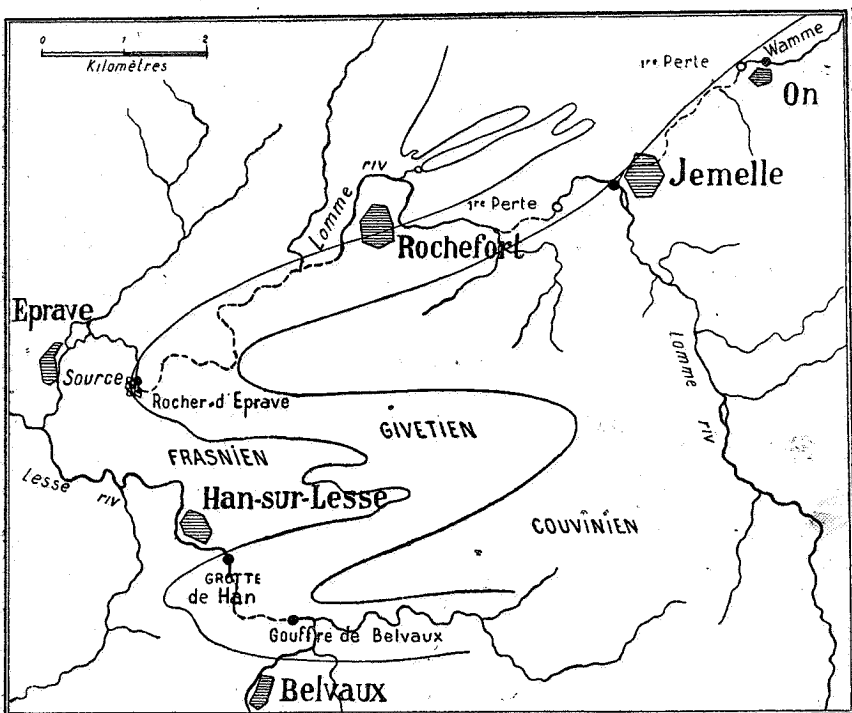 0 1 2
Kilomètres
1re Perte
Wamme
On
Jemelle
riv
Lomme
1re Perte
Rochefort
Eprave
Source
Rocher d'Eprave
Lomme
riv
GIVETIEN
FRASNIEN
Lesse
riv
Han-sur-Lesse
COUVINIEN
GROTTE
de Han
Gouffre de Belvaux
Belvaux